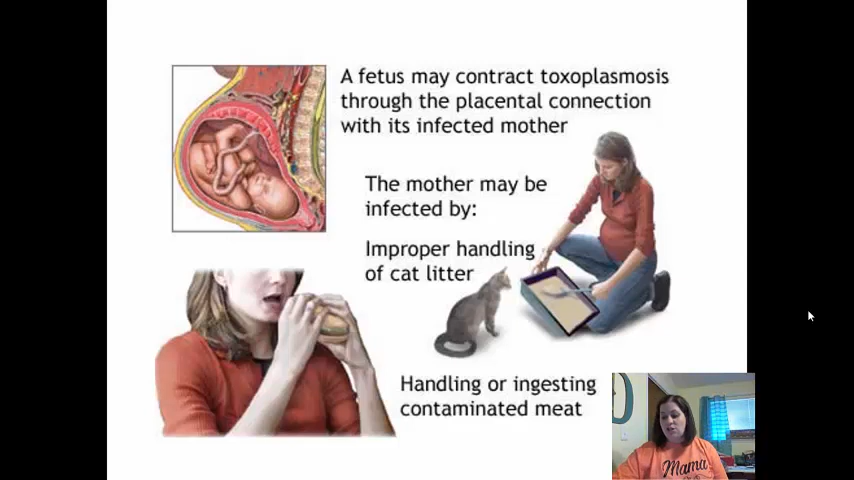 A fetus may contract toxoplasmosis
through the placental connection
with its infected mother
The mother may be
infected by:
Improper handling
of cat litter
Handling or ingesting
contaminated meat
Mama